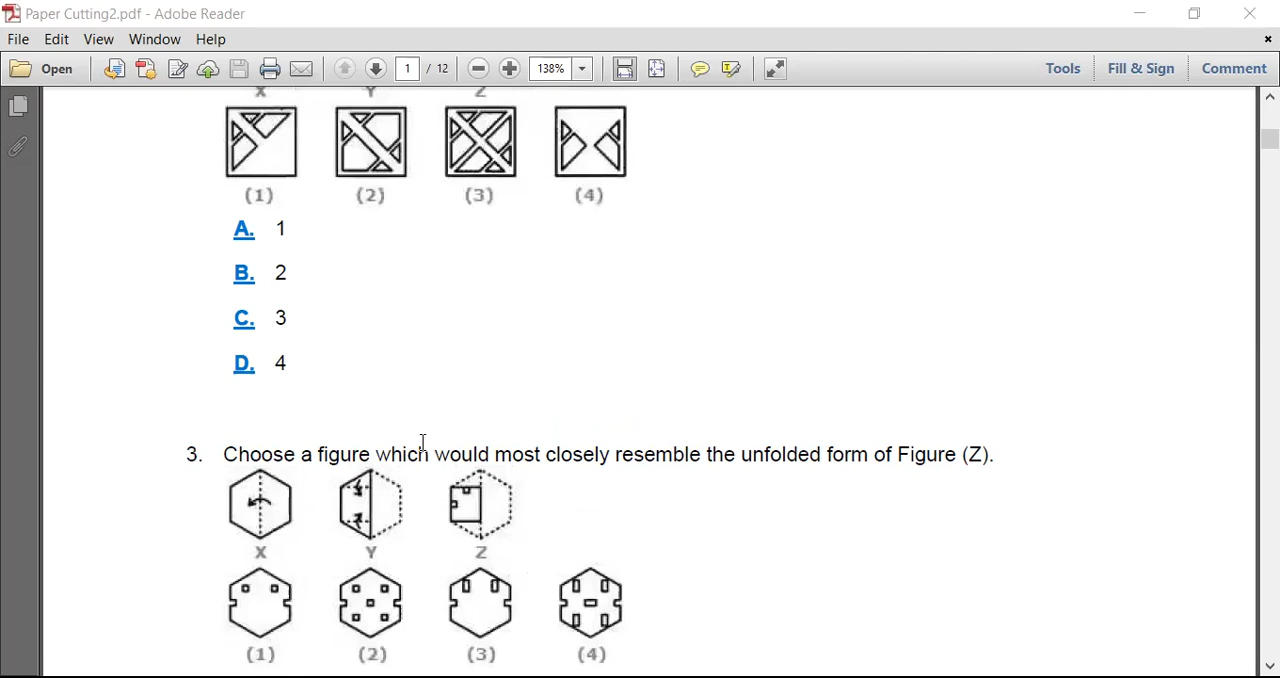 Paper Cutting2.pdf - Adobe Reader
File Edit View Window Help
Open 1 / 12 138% Tools Fill & Sign Comment
X Y Z
(1) (2) (3) (4)
A. 1
B. 2
C. 3
D. 4
3. Choose a figure which would most closely resemble the unfolded form of Figure (Z).
X Y Z
(1) (2) (3) (4)